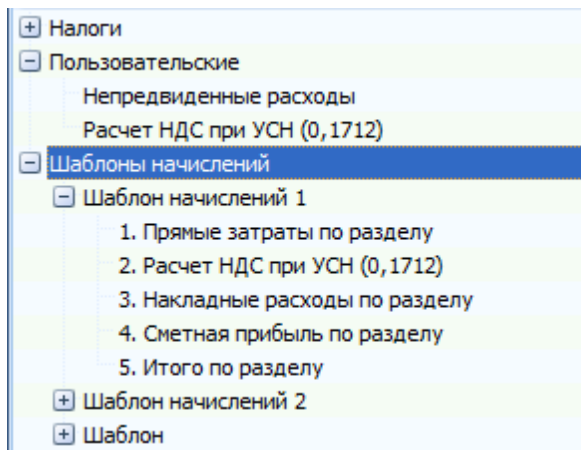 Налоги
Пользовательские
Непредвиденные расходы
Расчет НДС при УСН (0,1712)
Шаблоны начислений
Шаблон начислений 1
1. Прямые затраты по разделу
2. Расчет НДС при УСН (0,1712)
3. Накладные расходы по разделу
4. Сметная прибыль по разделу
5. Итого по разделу
Шаблон начислений 2
Шаблон